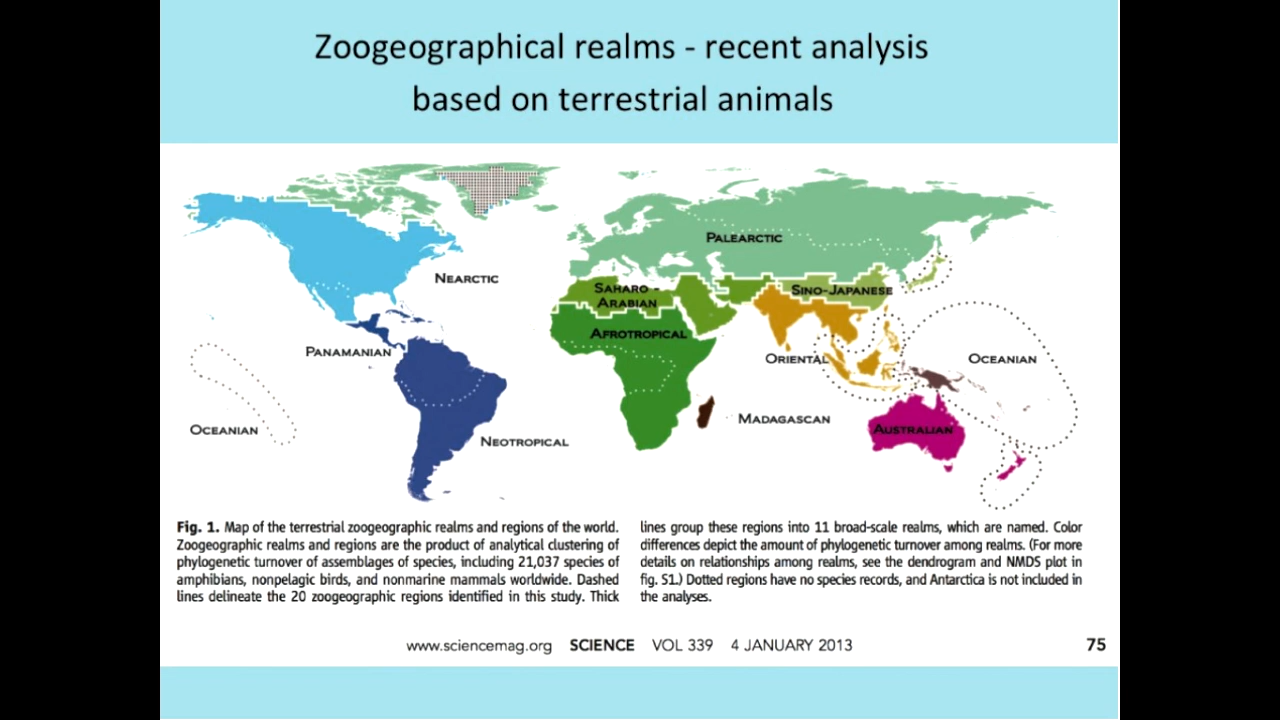 Zoogeographical realms - recent analysis
based on terrestrial animals
PALEARCTIC
NEARCTIC
SAHARO -
ARABIAN
SINO-JAPANESE
AFROTROPICAL
PANAMANIAN
ORIENTAL
OCEANIAN
MADAGASCAN
OCEANIAN
AUSTRALIAN
NEOTROPICAL
Fig. 1. Map of the terrestrial zoogeographic realms and regions of the world.
Zoogeographic realms and regions are the product of analytical clustering of
phylogenetic turnover of assemblages of species, including 21,037 species of
amphibians, nonpelagic birds, and nonmarine mammals worldwide. Dashed
lines delineate the 20 zoogeographic regions identified in this study. Thick
lines group these regions into 11 broad-scale realms, which are named. Color
differences depict the amount of phylogenetic turnover among realms. (For more
details on relationships among realms, see the dendrogram and NMDS plot in
fig. S1.) Dotted regions have no species records, and Antarctica is not included in
the analyses.
www.sciencemag.org SCIENCE VOL 339 4 JANUARY 2013 75